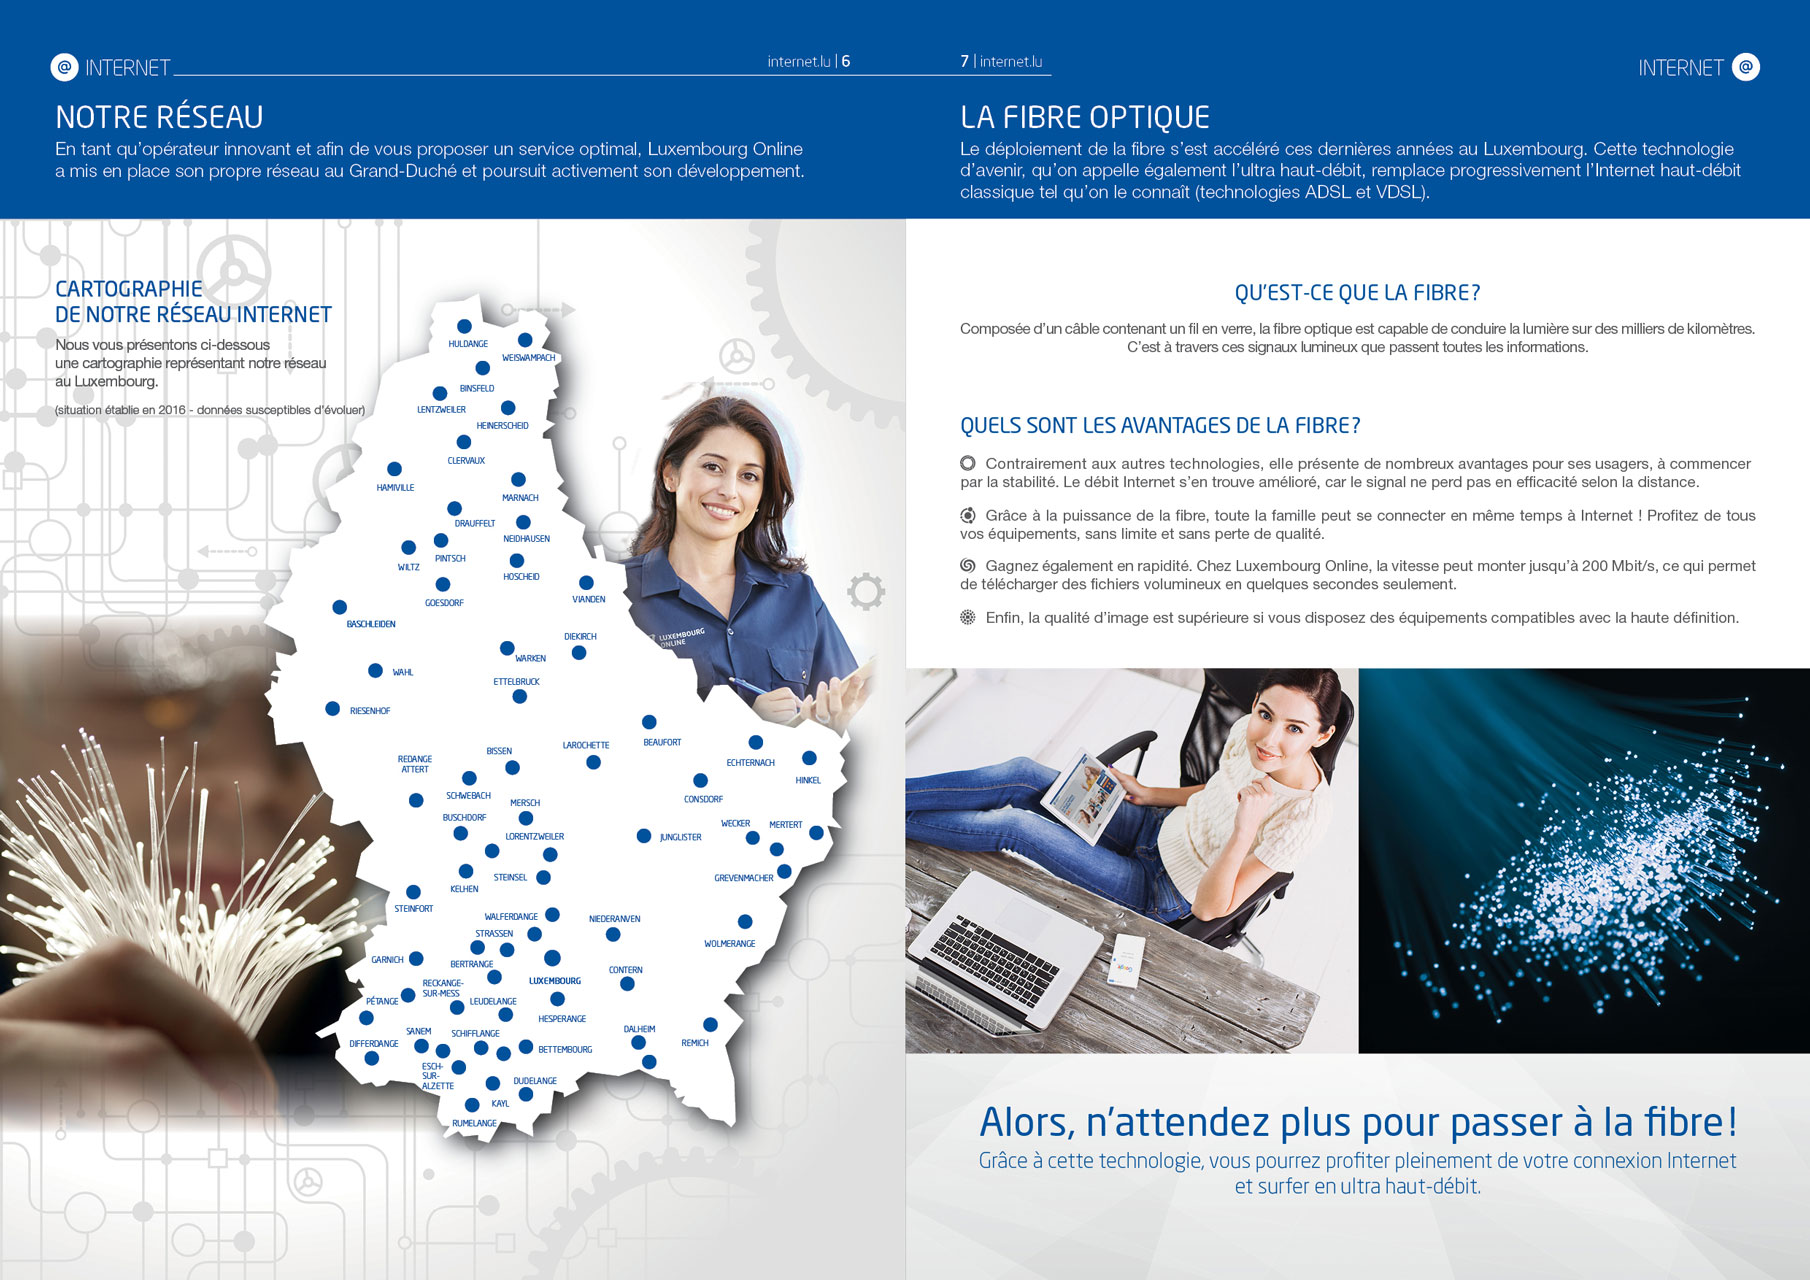 @ INTERNET
internet.lu | 6
NOTRE RÉSEAU
En tant qu'opérateur innovant et afin de vous proposer un service optimal, Luxembourg Online
a mis en place son propre réseau au Grand-Duché et poursuit activement son développement.
CARTOGRAPHIE
DE NOTRE RÉSEAU INTERNET
Nous vous présentons ci-dessous
une cartographie représentant notre réseau
au Luxembourg.
(situation établie en 2016 - données susceptibles d'évoluer)
HULDANGE
WEISWAMPACH
BINSFELD
LENTZWEILER
HEINERSCHEID
CLERVAUX
HAMIVILLE
MARNACH
DRAUFFELT
NEIDHAUSEN
PINTSCH
WILTZ
HOSCHEID
GOESDORF
VIANDEN
BASCHLEIDEN
DIEKIRCH
LUXEMBOURG
ONLINE
WARKEN
WAHL
ETTELBRUCK
RIESENHOF
BEAUFORT
LAROCHETTE
BISSEN
REDANGE
ATTERT
ECHTERNACH
HINKEL
SCHWEBACH
MERSCH
CONSDORF
BUSCHDORF
WECKER
MERTERT
LORENTZWEILER
JUNGLISTER
STEINSEL
GREVENMACHER
KELHEN
STEINFORT
WALFERDANGE
NIEDERANVEN
STRASSEN
WOLMERANGE
GARNICH
BERTRANGE
CONTERN
LUXEMBOURG
RECKANGE-
SUR-MESS
PÉTANGE
LEUDELANGE
HESPERANGE
SANEM
SCHIFFLANGE
DALHEIM
DIFFERDANGE
REMICH
BETTEMBOURG
ESCH-
SUR-
ALZETTE
DUDELANGE
KAYL
RUMELANGE
7 | internet.lu
INTERNET @
LA FIBRE OPTIQUE
Le déploiement de la fibre s'est accéléré ces dernières années au Luxembourg. Cette technologie
d'avenir, qu'on appelle également l'ultra haut-débit, remplace progressivement l'Internet haut-débit
classique tel qu'on le connaît (technologies ADSL et VDSL).
QU'EST-CE QUE LA FIBRE?
Composée d'un câble contenant un fil en verre, la fibre optique est capable de conduire la lumière sur des milliers de kilomètres.
C'est à travers ces signaux lumineux que passent toutes les informations.
QUELS SONT LES AVANTAGES DE LA FIBRE?
Contrairement aux autres technologies, elle présente de nombreux avantages pour ses usagers, à commencer
par la stabilité. Le débit Internet s'en trouve amélioré, car le signal ne perd pas en efficacité selon la distance.
Grâce à la puissance de la fibre, toute la famille peut se connecter en même temps à Internet ! Profitez de tous
vos équipements, sans limite et sans perte de qualité.
Gagnez également en rapidité. Chez Luxembourg Online, la vitesse peut monter jusqu'à 200 Mbit/s, ce qui permet
de télécharger des fichiers volumineux en quelques secondes seulement.
Enfin, la qualité d'image est supérieure si vous disposez des équipements compatibles avec la haute définition.
Google
Alors, n'attendez plus pour passer à la fibre!
Grâce à cette technologie, vous pourrez profiter pleinement de votre connexion Internet
et surfer en ultra haut-débit.